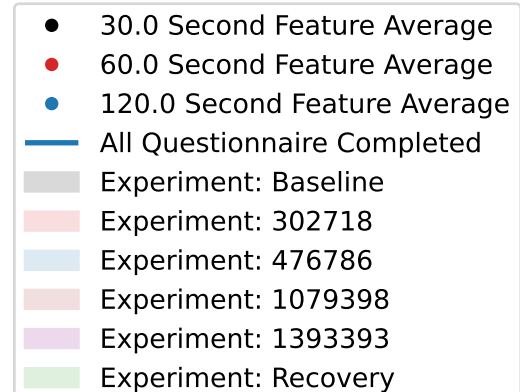 30.0 Second Feature Average
60.0 Second Feature Average
120.0 Second Feature Average
All Questionnaire Completed
Experiment: Baseline
Experiment: 302718
Experiment: 476786
Experiment: 1079398
Experiment: 1393393
Experiment: Recovery